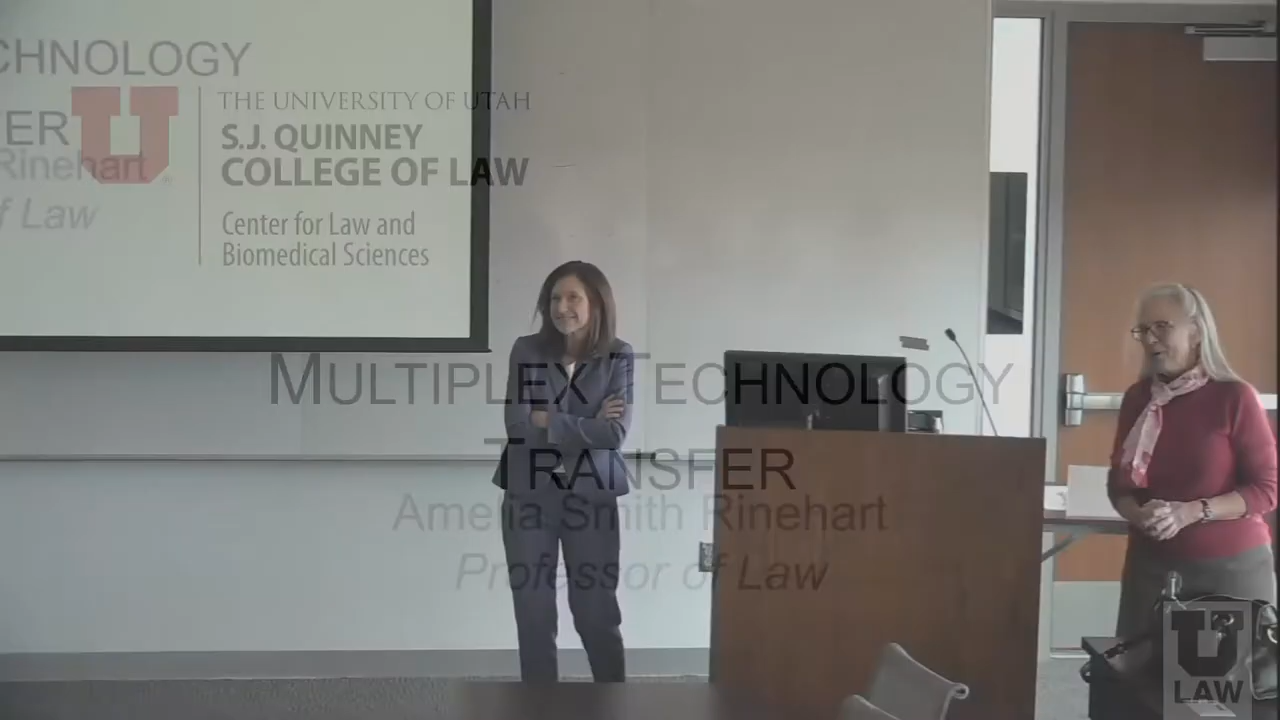 CHNOLOGY
ER
Rinehart
f Law
U
THE UNIVERSITY OF UTAH
S.J. QUINNEY
COLLEGE OF LAW
Center for Law and
Biomedical Sciences
MULTIPLEX TECHNOLOGY
TRANSFER
Amelia Smith Rinehart
Professor of Law
U
LAW